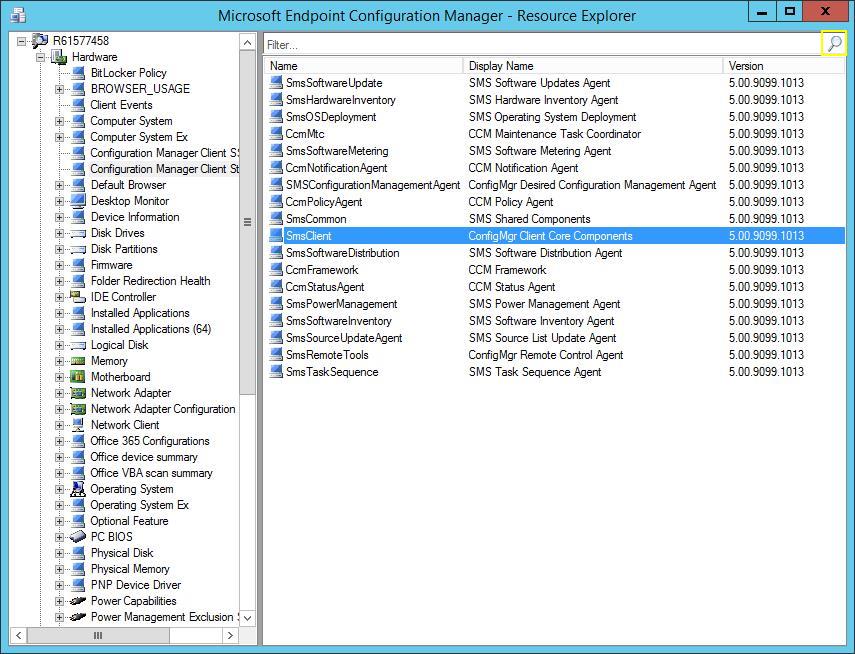 Microsoft Endpoint Configuration Manager - Resource Explorer
R61577458
Hardware
BitLocker Policy
BROWSER_USAGE
Client Events
Computer System
Computer System Ex
Configuration Manager Client SS
Configuration Manager Client St
Default Browser
Desktop Monitor
Device Information
Disk Drives
Disk Partitions
Firmware
Folder Redirection Health
IDE Controller
Installed Applications
Installed Applications (64)
Logical Disk
Memory
Motherboard
Network Adapter
Network Adapter Configuration
Network Client
Office 365 Configurations
Office device summary
Office VBA scan summary
Operating System
Operating System Ex
Optional Feature
PC BIOS
Physical Disk
Physical Memory
PNP Device Driver
Power Capabilities
Power Management Exclusion S
Filter...
Name Display Name Version
SmsSoftwareUpdate SMS Software Updates Agent 5.00.9099.1013
SmsHardwareInventory SMS Hardware Inventory Agent 5.00.9099.1013
SmsOSDeployment SMS Operating System Deployment 5.00.9099.1013
CcmMtc CCM Maintenance Task Coordinator 5.00.9099.1013
SmsSoftwareMetering SMS Software Metering Agent 5.00.9099.1013
CcmNotificationAgent CCM Notification Agent 5.00.9099.1013
SMSConfigurationManagementAgent ConfigMgr Desired Configuration Management Agent 5.00.9099.1013
CcmPolicyAgent CCM Policy Agent 5.00.9099.1013
SmsCommon SMS Shared Components 5.00.9099.1013
SmsClient ConfigMgr Client Core Components 5.00.9099.1013
SmsSoftwareDistribution SMS Software Distribution Agent 5.00.9099.1013
CcmFramework CCM Framework 5.00.9099.1013
CcmStatusAgent CCM Status Agent 5.00.9099.1013
SmsPowerManagement SMS Power Management Agent 5.00.9099.1013
SmsSoftwareInventory SMS Software Inventory Agent 5.00.9099.1013
SmsSourceUpdateAgent SMS Source List Update Agent 5.00.9099.1013
SmsRemoteTools ConfigMgr Remote Control Agent 5.00.9099.1013
SmsTaskSequence SMS Task Sequence Agent 5.00.9099.1013